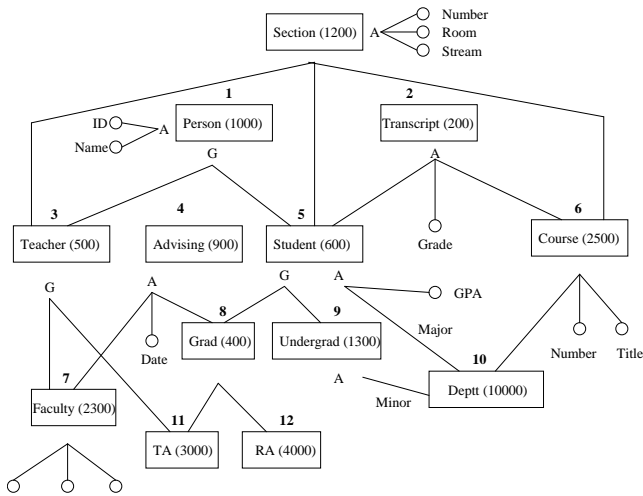 Number
Section (1200) A Room
Stream
1 2
ID Person (1000) Transcript (200)
A
Name
G A
3 4 5 6
Teacher (500) Advising (900) Student (600) Grade Course (2500)
G A G A GPA
8 9 Major
Grad (400) Undergrad (1300) Number Title
Date 10
7 A Deptt (10000)
Faculty (2300) Minor
11 12
TA (3000) RA (4000)